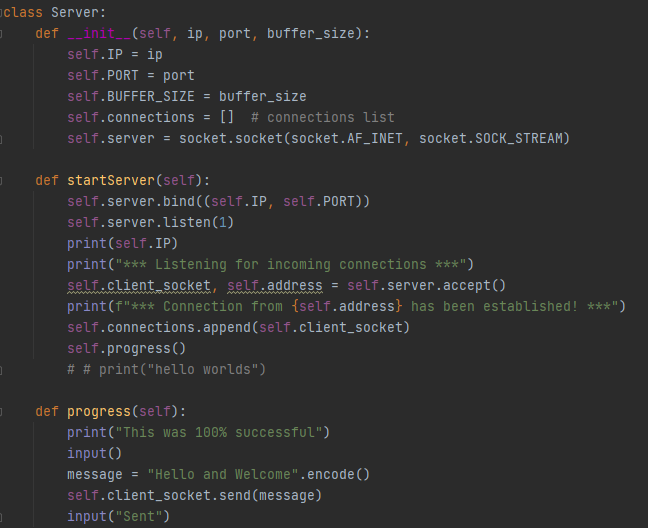 class Server:
    def __init__(self, ip, port, buffer_size):
        self.IP = ip
        self.PORT = port
        self.BUFFER_SIZE = buffer_size
        self.connections = []  # connections list
        self.server = socket.socket(socket.AF_INET, socket.SOCK_STREAM)

    def startServer(self):
        self.server.bind((self.IP, self.PORT))
        self.server.listen(1)
        print(self.IP)
        print("*** Listening for incoming connections ***")
        self.client_socket, self.address = self.server.accept()
        print(f"*** Connection from {self.address} has been established! ***")
        self.connections.append(self.client_socket)
        self.progress()
        # # print("hello worlds")

    def progress(self):
        print("This was 100% successful")
        input()
        message = "Hello and Welcome".encode()
        self.client_socket.send(message)
        input("Sent")